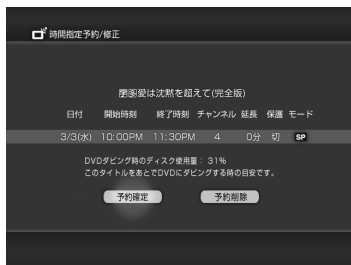 時間指定予約/修正
愛は沈黙を超えて(完全版)
日付 開始時刻 終了時刻 チャンネル 延長 保護 モード
3/3(水) 10:00PM 11:30PM 4 0分 切 SP
DVDダビング時のディスク使用量： 31%
このタイトルをあとでDVDにダビングする時の目安です。
予約確定 予約削除